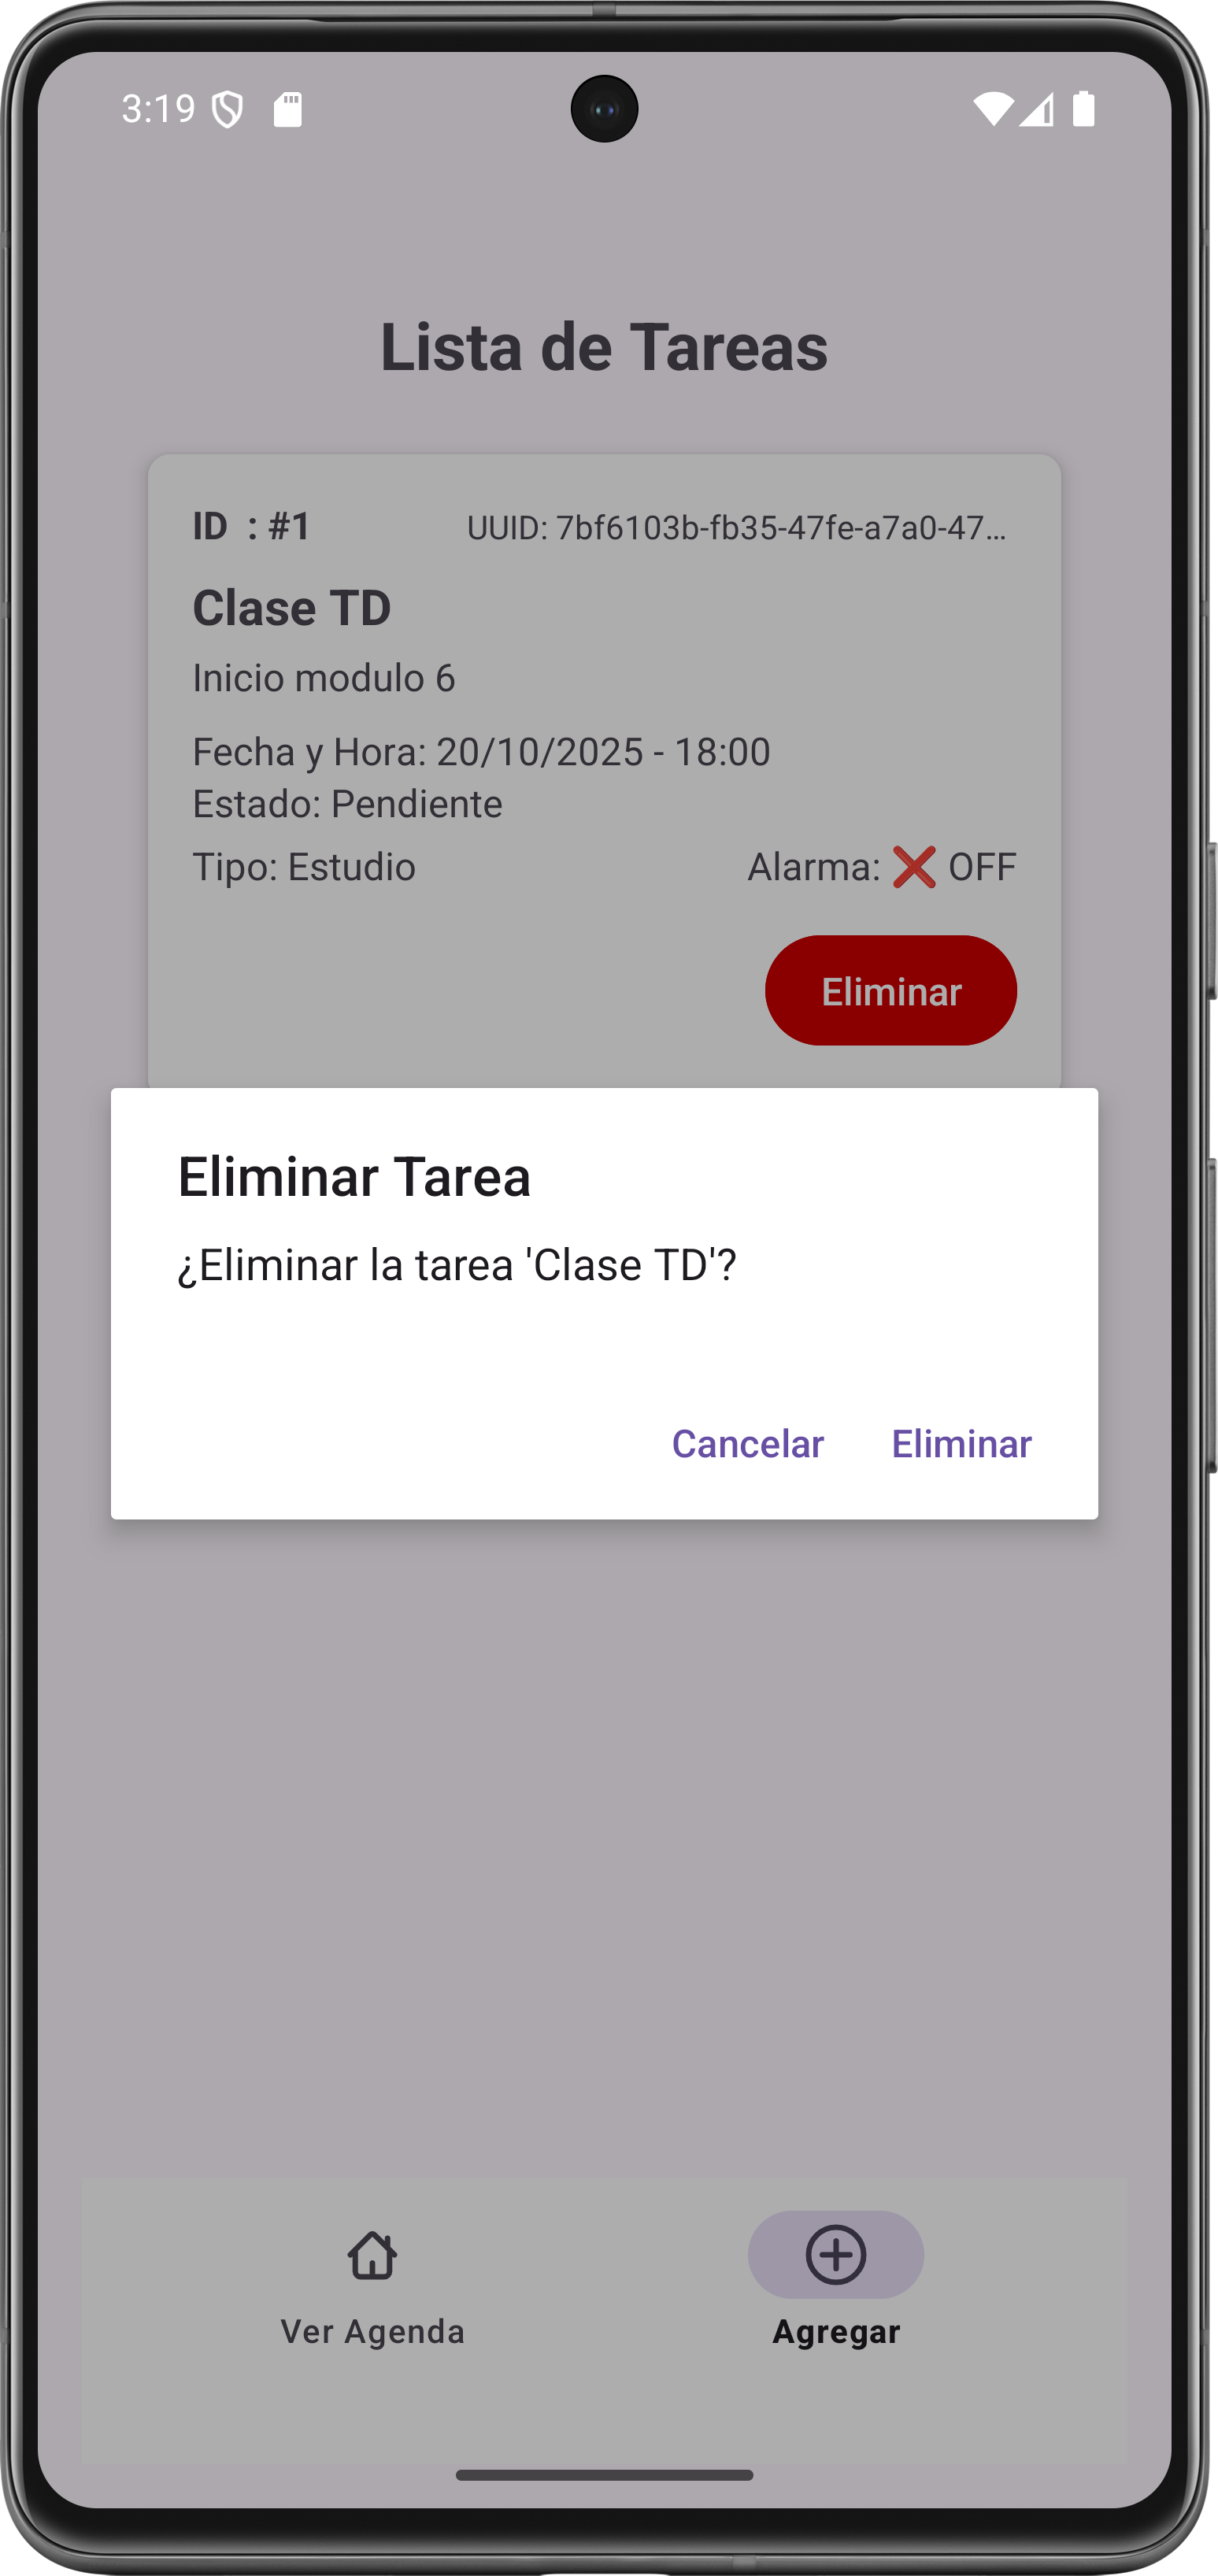 3:19
Lista de Tareas
ID : #1 UUID: 7bf6103b-fb35-47fe-a7a0-47...
Clase TD
Inicio modulo 6
Fecha y Hora: 20/10/2025 - 18:00
Estado: Pendiente
Tipo: Estudio Alarma: ❌ OFF
Eliminar
Eliminar Tarea
¿Eliminar la tarea 'Clase TD'?
Cancelar Eliminar
Ver Agenda Agregar